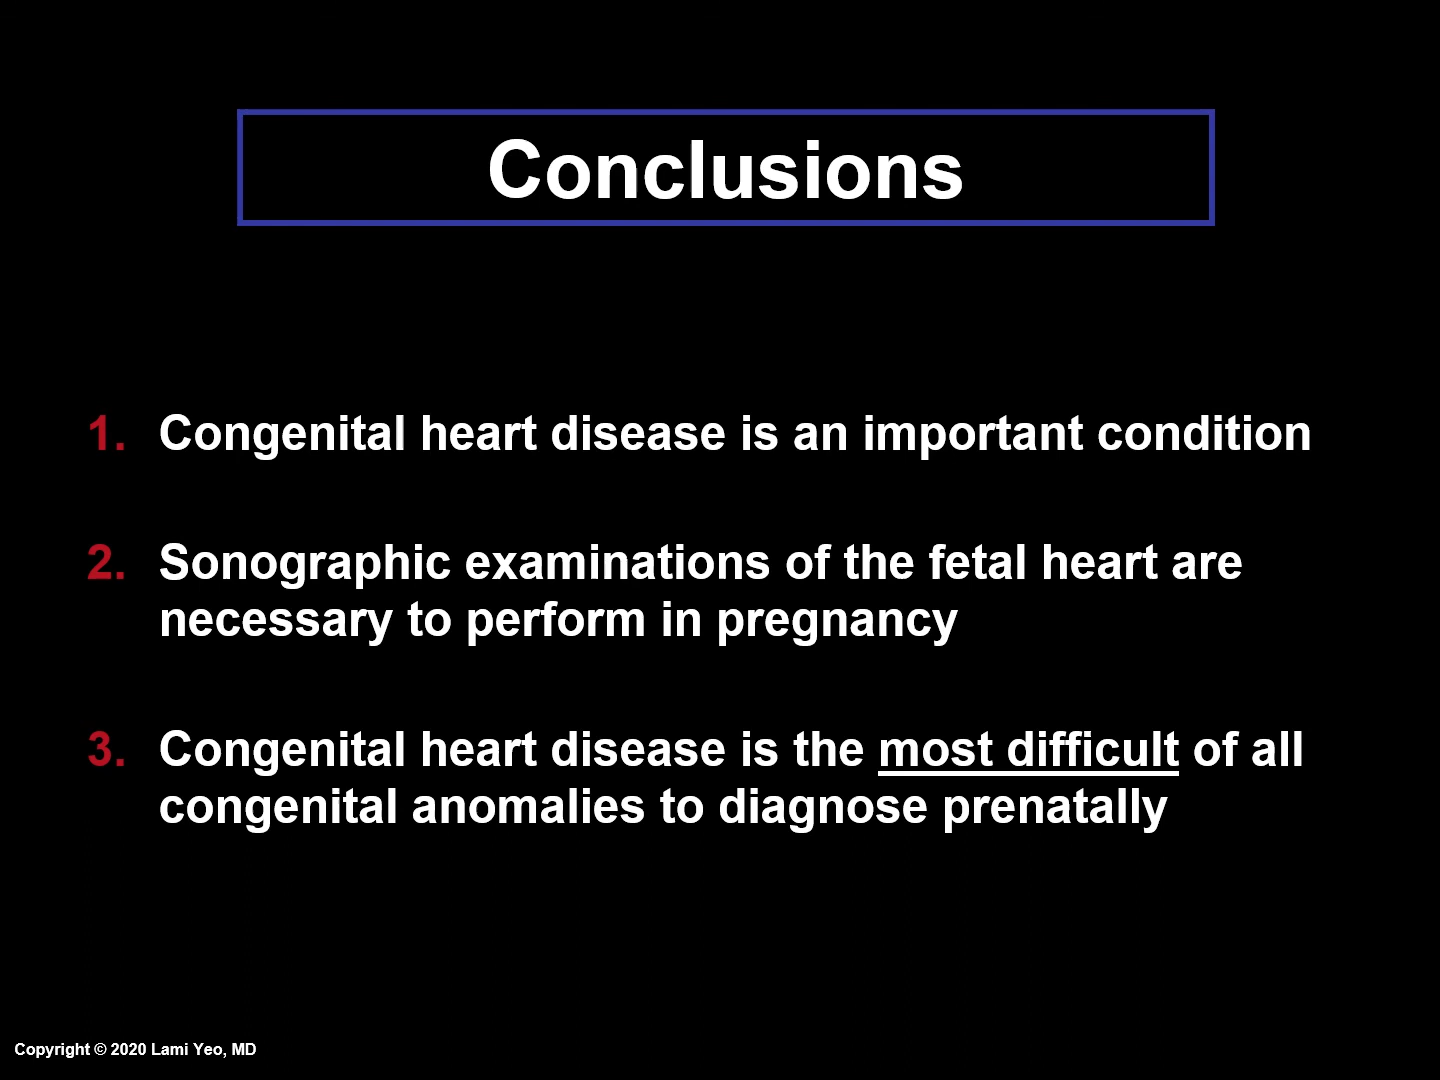 Conclusions
1. Congenital heart disease is an important condition
2. Sonographic examinations of the fetal heart are
necessary to perform in pregnancy
3. Congenital heart disease is the most difficult of all
congenital anomalies to diagnose prenatally
Copyright © 2020 Lami Yeo, MD